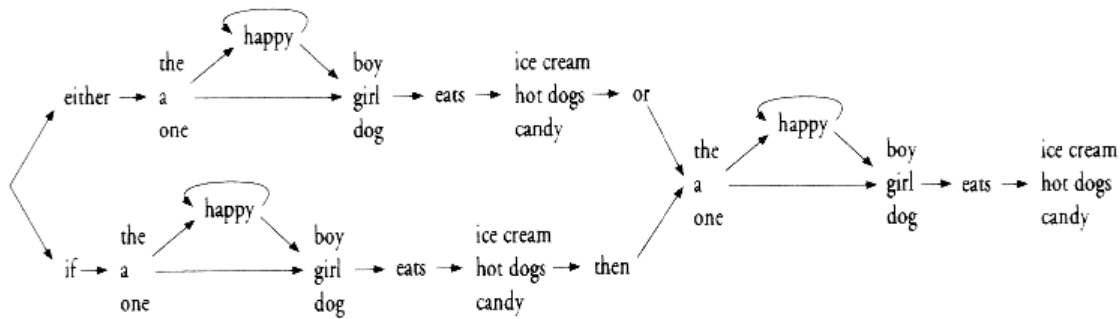 happy
the
boy
ice cream
either
a
girl
eats
hot dogs
or
one
dog
candy
happy
the
boy
ice cream
if
a
girl
eats
hot dogs
then
one
dog
candy
happy
the
boy
ice cream
a
girl
eats
hot dogs
one
dog
candy